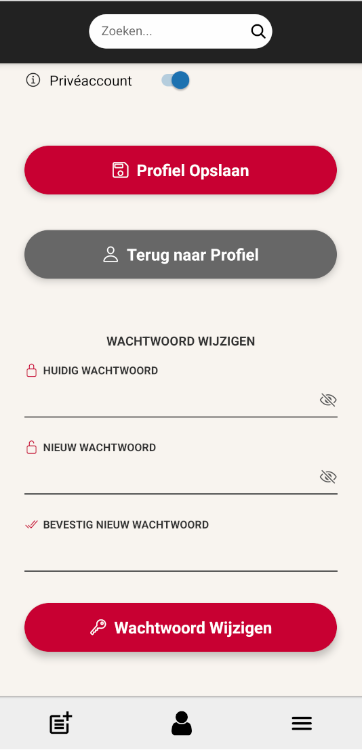 Zoeken...
Privéaccount
Profiel Opslaan
Terug naar Profiel
WACHTWOORD WIJZIGEN
HUIDIG WACHTWOORD
NIEUW WACHTWOORD
BEVESTIG NIEUW WACHTWOORD
Wachtwoord Wijzigen